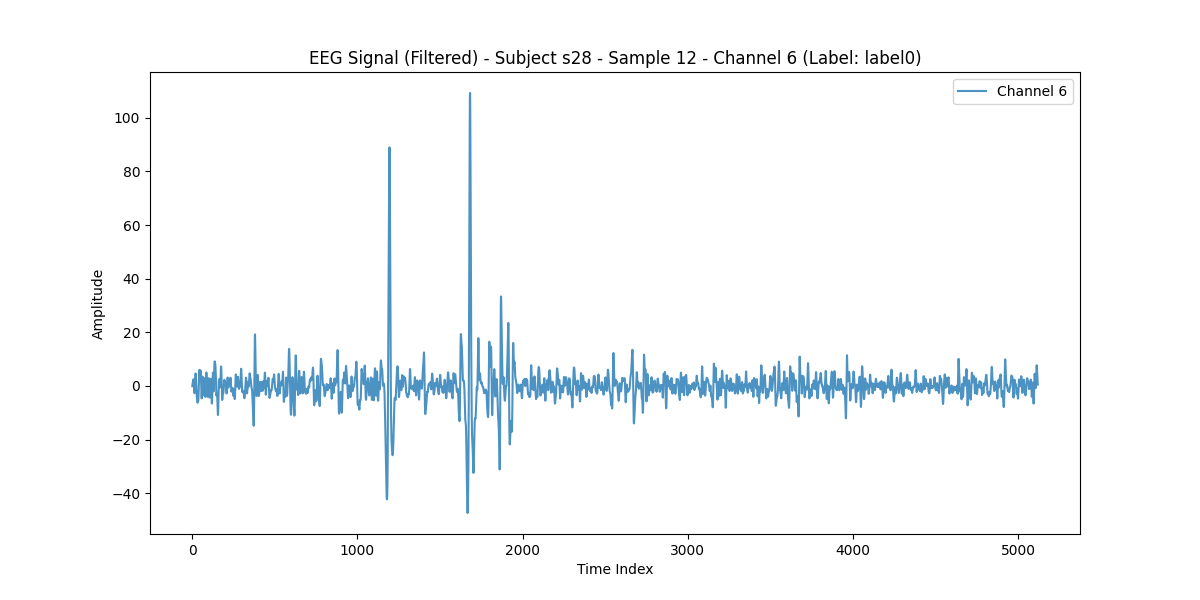 EEG Signal (Filtered) - Subject s28 - Sample 12 - Channel 6 (Label: label0)
Channel 6
100
80
60
40
20
0
−20
−40
Amplitude
0 1000 2000 3000 4000 5000
Time Index